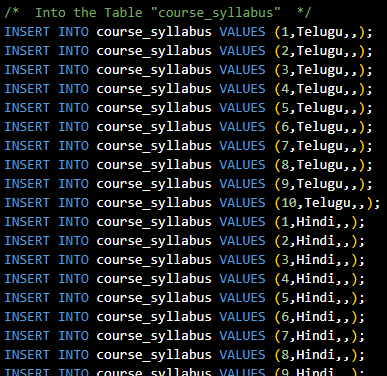 /*  Into the Table "course_syllabus"  */
INSERT INTO course_syllabus VALUES (1,Telugu,,);
INSERT INTO course_syllabus VALUES (2,Telugu,,);
INSERT INTO course_syllabus VALUES (3,Telugu,,);
INSERT INTO course_syllabus VALUES (4,Telugu,,);
INSERT INTO course_syllabus VALUES (5,Telugu,,);
INSERT INTO course_syllabus VALUES (6,Telugu,,);
INSERT INTO course_syllabus VALUES (7,Telugu,,);
INSERT INTO course_syllabus VALUES (8,Telugu,,);
INSERT INTO course_syllabus VALUES (9,Telugu,,);
INSERT INTO course_syllabus VALUES (10,Telugu,,);
INSERT INTO course_syllabus VALUES (1,Hindi,,);
INSERT INTO course_syllabus VALUES (2,Hindi,,);
INSERT INTO course_syllabus VALUES (3,Hindi,,);
INSERT INTO course_syllabus VALUES (4,Hindi,,);
INSERT INTO course_syllabus VALUES (5,Hindi,,);
INSERT INTO course_syllabus VALUES (6,Hindi,,);
INSERT INTO course_syllabus VALUES (7,Hindi,,);
INSERT INTO course_syllabus VALUES (8,Hindi,,);
INSERT INTO course_syllabus VALUES (9,Hindi,,);